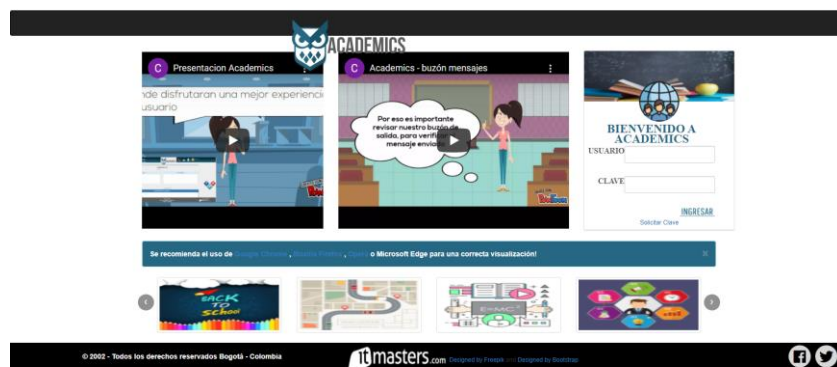 ACADEMICS
C Presentacion Academics
nde disfrutaran una mejor experienci
usuario
C Academics - buzón mensajes
Por eso es importante
revisar nuestro buzón de
salida, para verificar
mensaje enviado
BIENVENIDO A
ACADEMICS
USUARIO
CLAVE
INGRESAR
Solicitar Clave
Se recomienda el uso de Google Chrome , Mozilla Firefox , Opera o Microsoft Edge para una correcta visualización!
BACK
TO
SCHOOL
E=MC²
© 2002 - Todos los derechos reservados Bogotá - Colombia
itmasters.com Designed by Freepik and Designed by Bootstrap